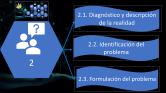 ?
2
2.1. Diagnóstico y descripción
de la realidad
2.2. Identificación del
problema
2.3. Formulación del problema